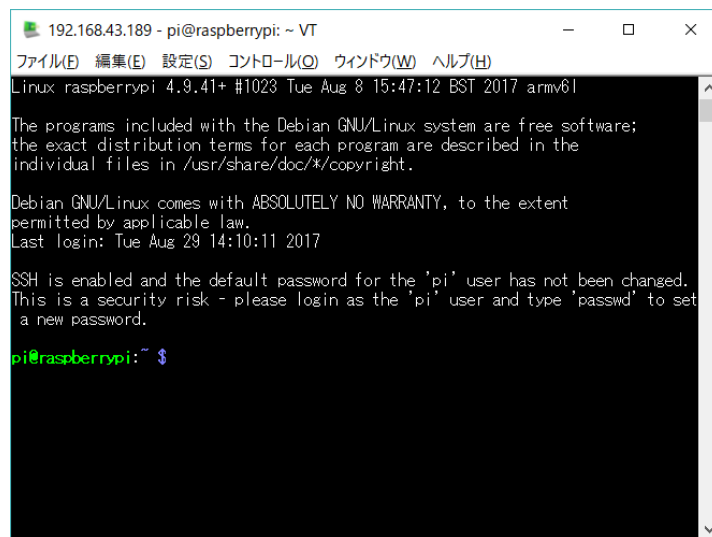 192.168.43.189 - pi@raspberrypi: ~ VT
ファイル(F) 編集(E) 設定(S) コントロール(O) ウィンドウ(W) ヘルプ(H)
Linux raspberrypi 4.9.41+ #1023 Tue Aug 8 15:47:12 BST 2017 armv6l
The programs included with the Debian GNU/Linux system are free software;
the exact distribution terms for each program are described in the
individual files in /usr/share/doc/*/copyright.
Debian GNU/Linux comes with ABSOLUTELY NO WARRANTY, to the extent
permitted by applicable law.
Last login: Tue Aug 29 14:10:11 2017
SSH is enabled and the default password for the 'pi' user has not been changed.
This is a security risk - please login as the 'pi' user and type 'passwd' to set
a new password.
pi@raspberrypi:~ $